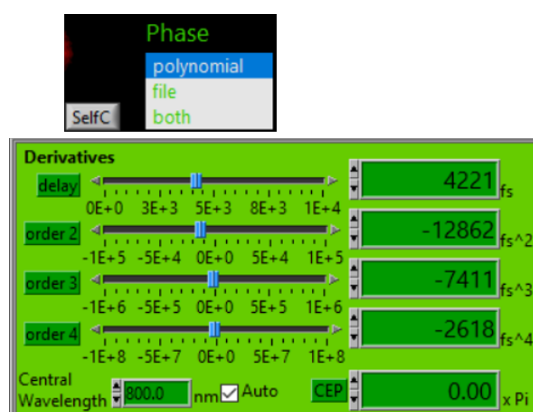 Phase
polynomial
file
SelfC both
Derivatives
delay 4221 fs
0E+0 3E+3 5E+3 8E+3 1E+4
order 2 -12862 fs^2
-1E+5 -5E+4 0E+0 5E+4 1E+5
order 3 -7411 fs^3
-1E+6 -5E+5 0E+0 5E+5 1E+6
order 4 -2618 fs^4
-1E+8 -5E+7 0E+0 5E+7 1E+8
Central
Wavelength 800.0 nm Auto CEP 0.00 x Pi